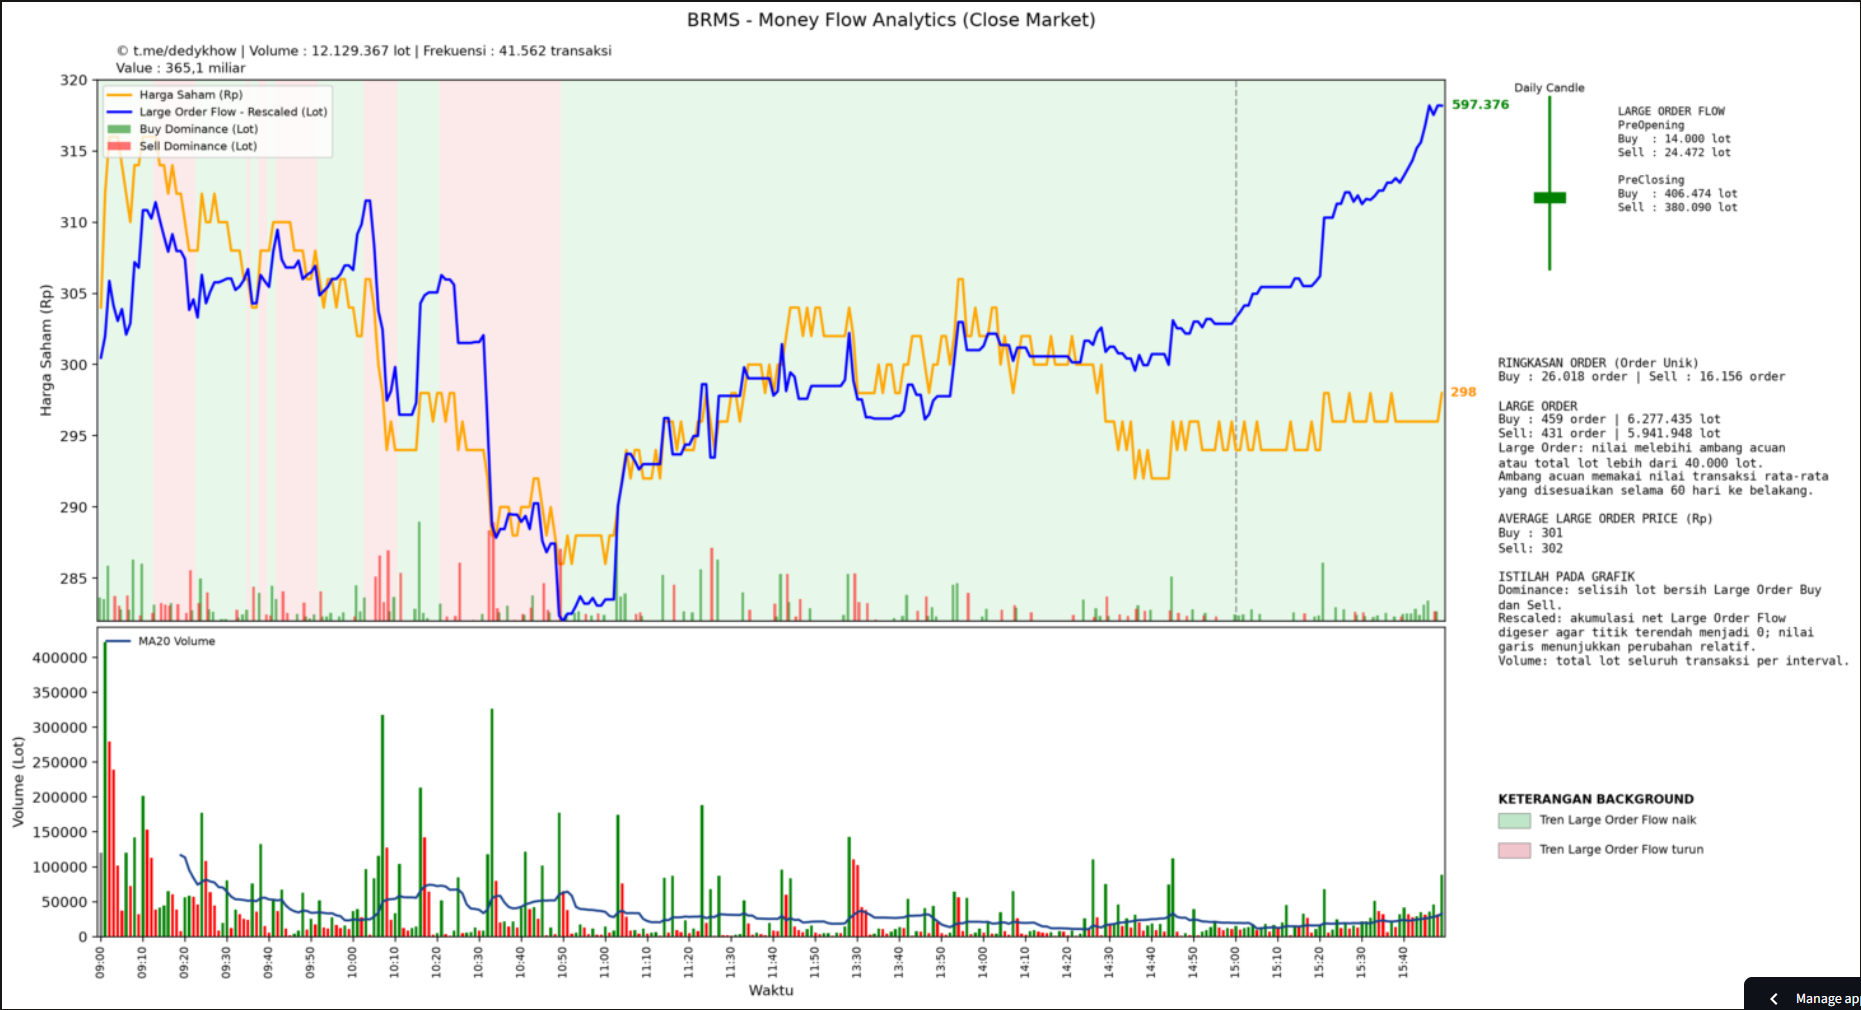 BRMS - Money Flow Analytics (Close Market)
© t.me/dedykhow | Volume : 12.129.367 lot | Frekuensi : 41.562 transaksi
Value : 365,1 miliar
Harga Saham (Rp)
Large Order Flow - Rescaled (Lot)
Buy Dominance (Lot)
Sell Dominance (Lot)
Harga Saham (Rp)
320
315
310
305
300
295
290
285
597.376
298
Daily Candle
LARGE ORDER FLOW
PreOpening
Buy : 14.000 lot
Sell : 24.472 lot
PreClosing
Buy : 406.474 lot
Sell : 380.090 lot
RINGKASAN ORDER (Order Unik)
Buy : 26.018 order | Sell : 16.156 order
LARGE ORDER
Buy : 459 order | 6.277.435 lot
Sell: 431 order | 5.941.948 lot
Large Order: nilai melebihi ambang acuan
atau total lot lebih dari 40.000 lot.
Ambang acuan memakai nilai transaksi rata-rata
yang disesuaikan selama 60 hari ke belakang.
AVERAGE LARGE ORDER PRICE (Rp)
Buy : 301
Sell: 302
ISTILAH PADA GRAFIK
Dominance: selisih lot bersih Large Order Buy
dan Sell.
Rescaled: akumulasi net Large Order Flow
digeser agar titik terendah menjadi 0; nilai
garis menunjukkan perubahan relatif.
Volume: total lot seluruh transaksi per interval.
MA20 Volume
Volume (Lot)
400000
350000
300000
250000
200000
150000
100000
50000
0
09:00
09:10
09:20
09:30
09:40
09:50
10:00
10:10
10:20
10:30
10:40
10:50
11:00
11:10
11:20
11:30
11:40
11:50
13:30
13:40
13:50
14:00
14:10
14:20
14:30
14:40
14:50
15:00
15:10
15:20
15:30
15:40
Waktu
KETERANGAN BACKGROUND
Tren Large Order Flow naik
Tren Large Order Flow turun
Manage ap